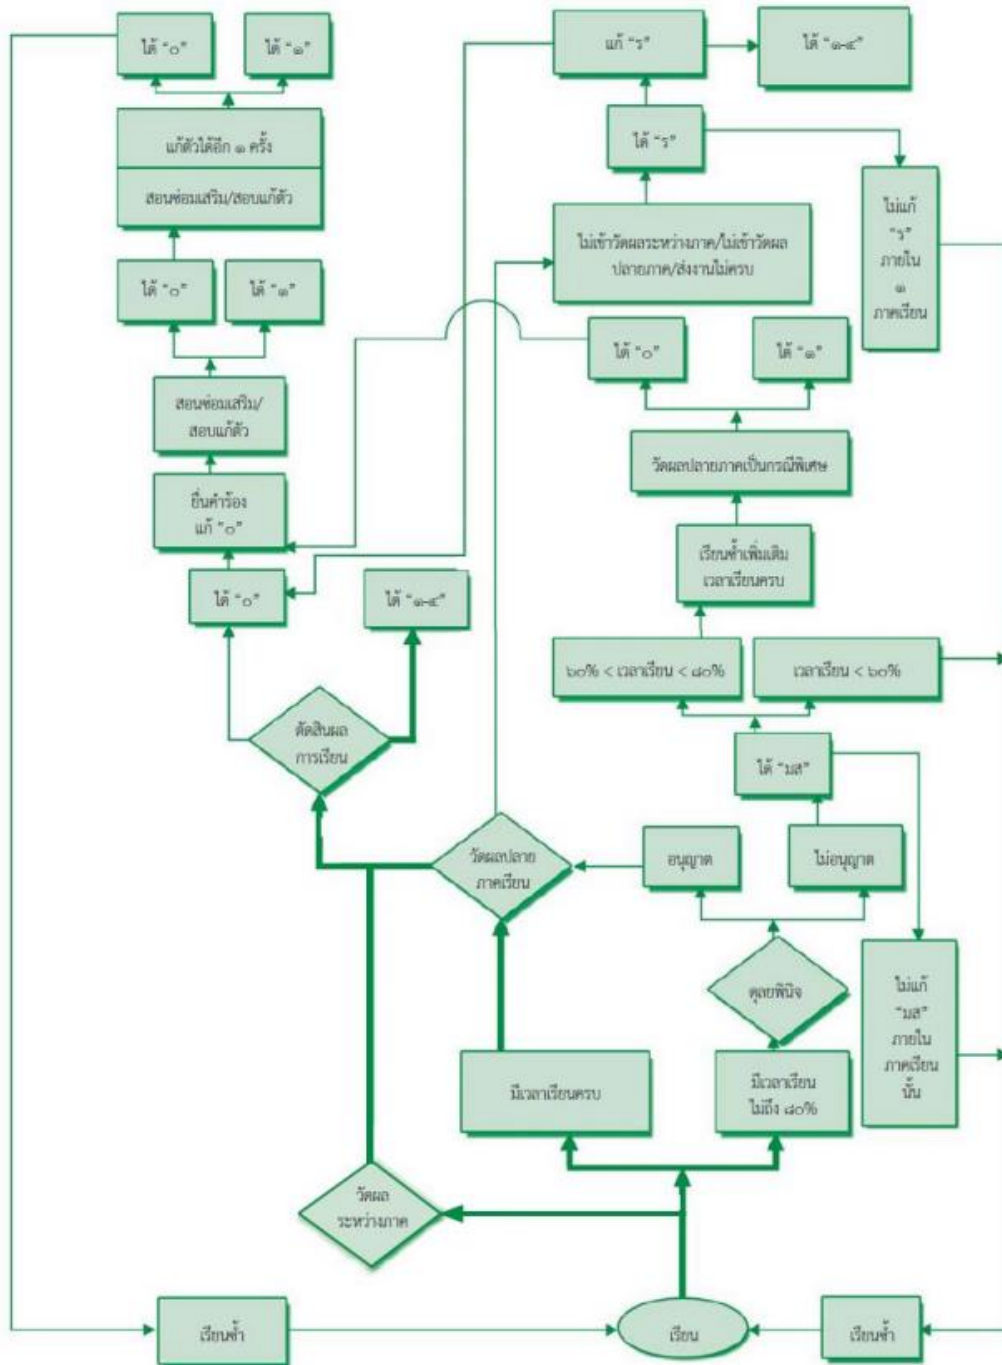 ได้ “๐”
ได้ “๑”
แก้ “ร”
ได้ “๑-๔”
แก้ตัวได้อีก ๑ ครั้ง
สอนซ่อมเสริม/สอบแก้ตัว
ได้ “ร”
ไม่แก้
“ร”
ภายใน
๑
ภาคเรียน
ไม่เข้าวัดผลระหว่างภาค/ไม่เข้าวัดผล
ปลายภาค/ส่งงานไม่ครบ
ได้ “๐”
ได้ “๑”
ได้ “๐”
ได้ “๑”
สอนซ่อมเสริม/
สอบแก้ตัว
วัดผลปลายภาคเป็นกรณีพิเศษ
ยื่นคำร้อง
แก้ “๐”
เรียนซ้ำเพิ่มเติม
เวลาเรียนครบ
ได้ “๐”
ได้ “๑-๔”
๖๐% < เวลาเรียน < ๘๐%
เวลาเรียน < ๖๐%
ตัดสินผล
การเรียน
ได้ “มส”
วัดผลปลาย
ภาคเรียน
อนุญาต
ไม่อนุญาต
ดุลยพินิจ
ไม่แก้
“มส”
ภายใน
ภาคเรียน
นั้น
มีเวลาเรียนครบ
มีเวลาเรียน
ไม่ถึง ๘๐%
วัดผล
ระหว่างภาค
เรียนซ้ำ
เรียน
เรียนซ้ำ